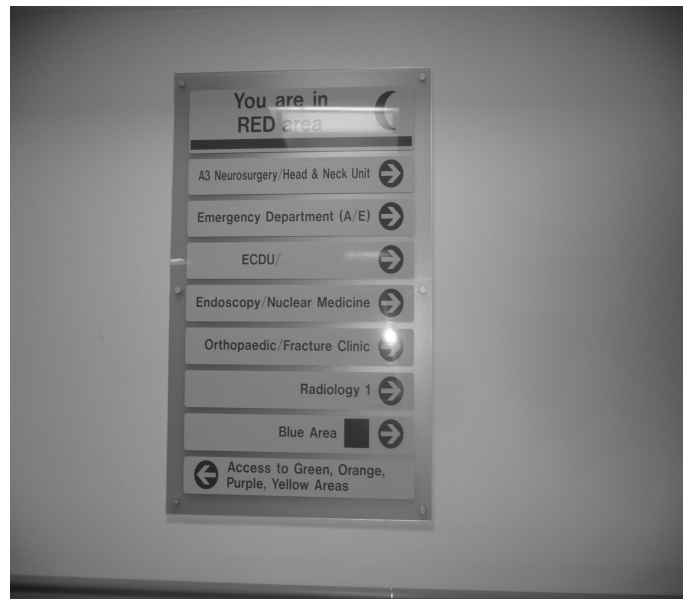 You are in
RED area
A3 Neurosurgery/Head & Neck Unit
Emergency Department (A/E)
ECDU/
Endoscopy/Nuclear Medicine
Orthopaedic/Fracture Clinic
Radiology 1
Blue Area
Access to Green, Orange,
Purple, Yellow Areas